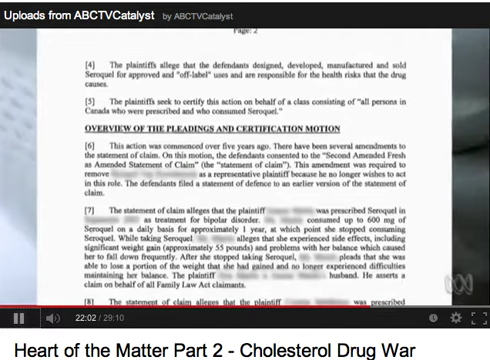 Uploads from ABCTVCatalyst by ABCTVCatalyst
Page: 2
[4] The plaintiffs allege that the defendants designed, developed, manufactured and sold
Seroquel for approved and "off-label" uses and are responsible for the health risks that the drug
causes.
[5] The plaintiffs seek to certify this action on behalf of a class consisting of "all persons in
Canada who were prescribed and who consumed Seroquel."
OVERVIEW OF THE PLEADINGS AND CERTIFICATION MOTION
[6] This action was commenced over five years ago. There have been several amendments to
the statement of claim. On this motion, the defendants consented to the "Second Amended Fresh
as Amended Statement of Claim" (the "statement of claim"). This amendment was required to
remove as a representative plaintiff because he no longer wishes to act
in this role. The defendants filed a statement of defence to an earlier version of the statement of
claim.
[7] The statement of claim alleges that the plaintiff was prescribed Seroquel in
as treatment for bipolar disorder. consumed up to 600 mg of
Seroquel on a daily basis for approximately 1 year, at which point she stopped consuming
Seroquel. While taking Seroquel alleges that she experienced side effects, including
significant weight gain (approximately 55 pounds) and problems with her balance which caused
her to fall down frequently. After she stopped taking Seroquel, pleads that she was
able to lose a portion of the weight that she had gained and no longer experienced difficulties
maintaining her balance. The plaintiff husband. He asserts a
claim on behalf of all Family Law Act claimants.
[8] The statement of claim alleges that the plaintiff was prescribed
22:02 / 29:10
Heart of the Matter Part 2 - Cholesterol Drug War